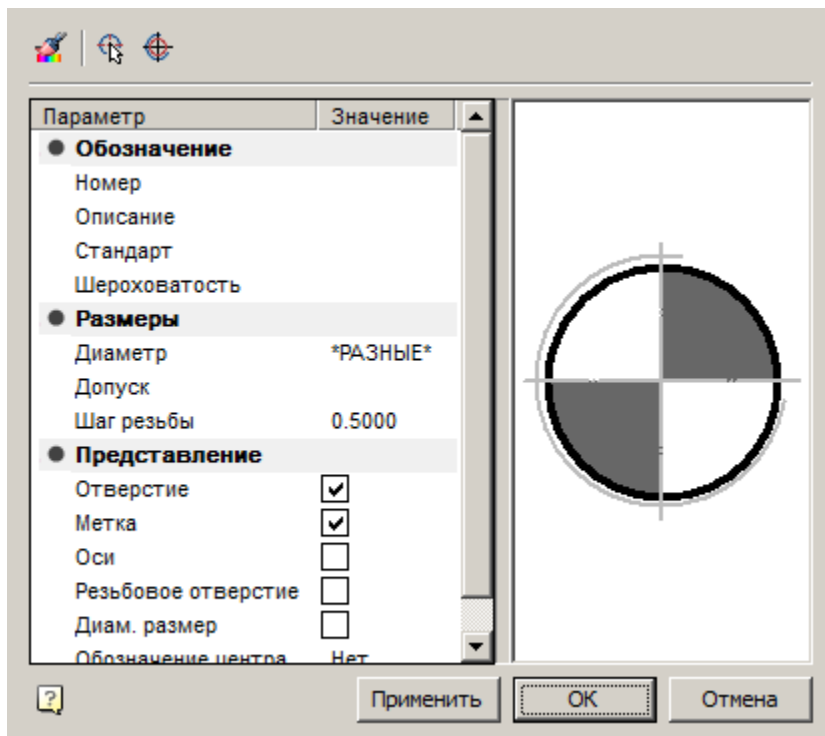 Параметр Значение
Обозначение
Номер
Описание
Стандарт
Шероховатость
Размеры
Диаметр *РАЗНЫЕ*
Допуск
Шаг резьбы 0.5000
Представление
Отверстие
Метка
Оси
Резьбовое отверстие
Диам. размер
Обозначение центра Нет
Применить OK Отмена